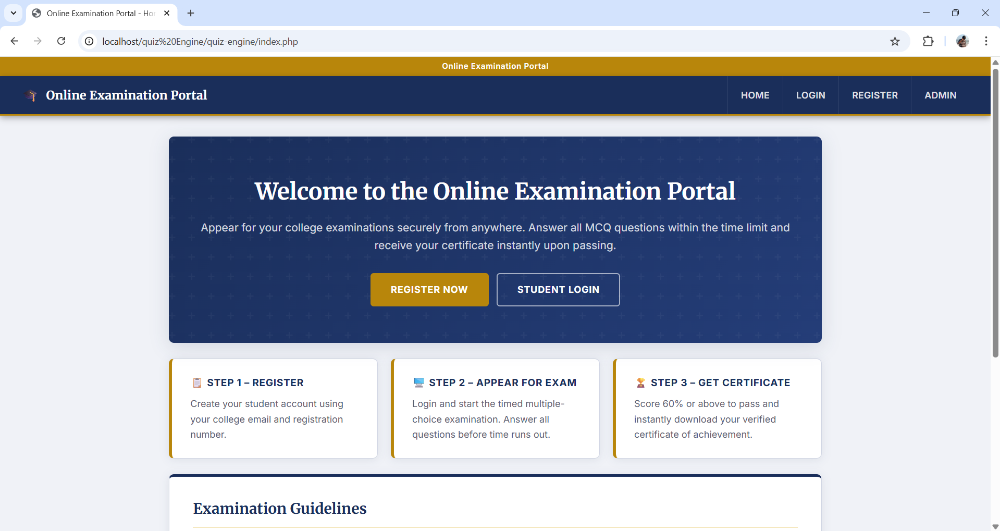 Online Examination Portal - Hor
localhost/quiz%20Engine/quiz-engine/index.php
Online Examination Portal
Online Examination Portal
HOME
LOGIN
REGISTER
ADMIN
Welcome to the Online Examination Portal
Appear for your college examinations securely from anywhere. Answer all MCQ questions within the time limit and
receive your certificate instantly upon passing.
REGISTER NOW
STUDENT LOGIN
STEP 1 – REGISTER
Create your student account using
your college email and registration
number.
STEP 2 – APPEAR FOR EXAM
Login and start the timed multiple-
choice examination. Answer all
questions before time runs out.
STEP 3 – GET CERTIFICATE
Score 60% or above to pass and
instantly download your verified
certificate of achievement.
Examination Guidelines